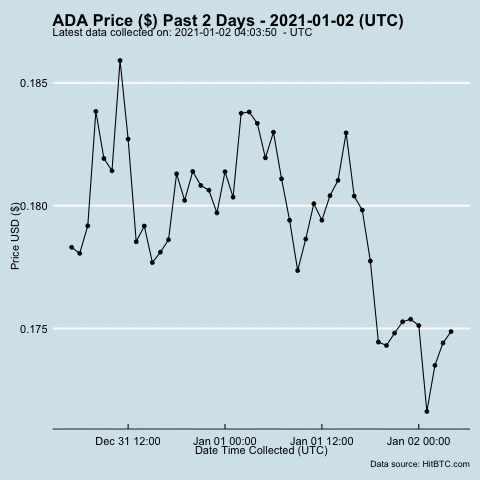 ADA Price ($) Past 2 Days - 2021-01-02 (UTC)
Latest data collected on: 2021-01-02 04:03:50 - UTC
0.185
0.180
0.175
Price USD ($)
Dec 31 12:00
Jan 01 00:00
Jan 01 12:00
Jan 02 00:00
Date Time Collected (UTC)
Data source: HitBTC.com